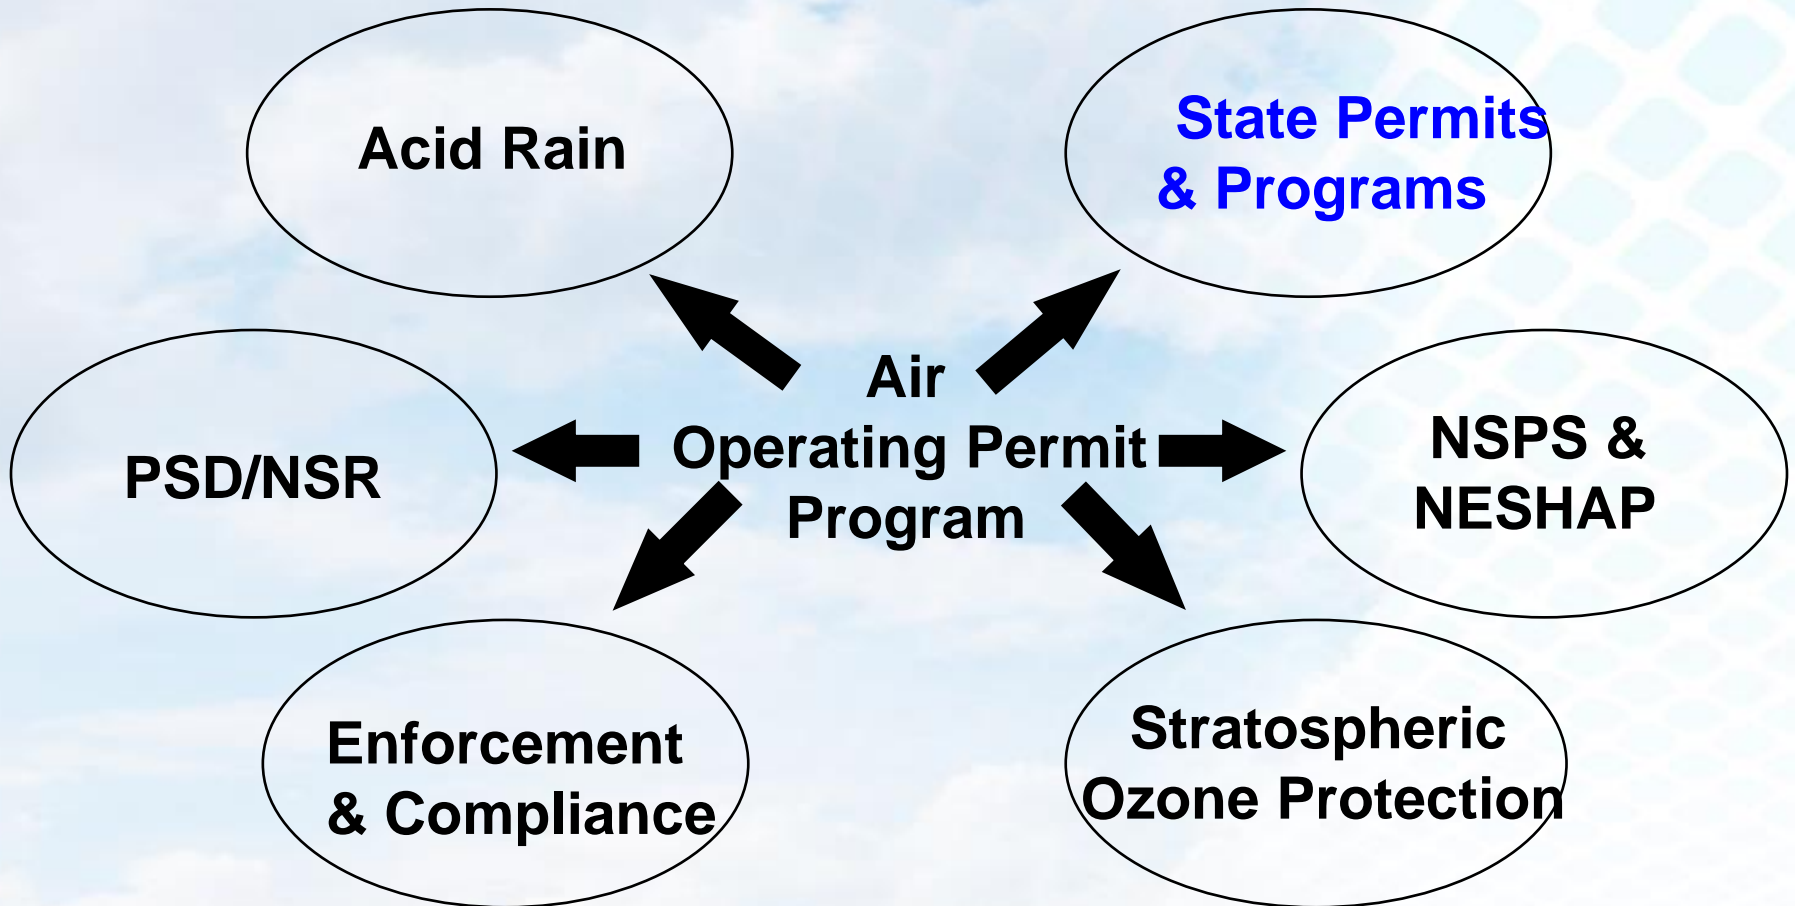 Acid Rain
State Permits
& Programs
Air
Operating Permit
Program
PSD/NSR
NSPS &
NESHAP
Enforcement
& Compliance
Stratospheric
Ozone Protection